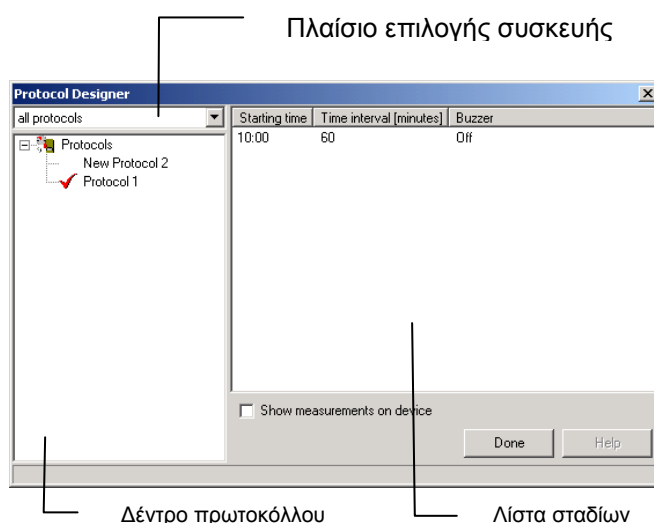 Πλαίσιο επιλογής συσκευής
Protocol Designer
all protocols
Starting time Time interval [minutes] Buzzer
10:00 60 Off
Protocols
New Protocol 2
Protocol 1
Show measurements on device
Done Help
Δέντρο πρωτοκόλλου Λίστα σταδίων